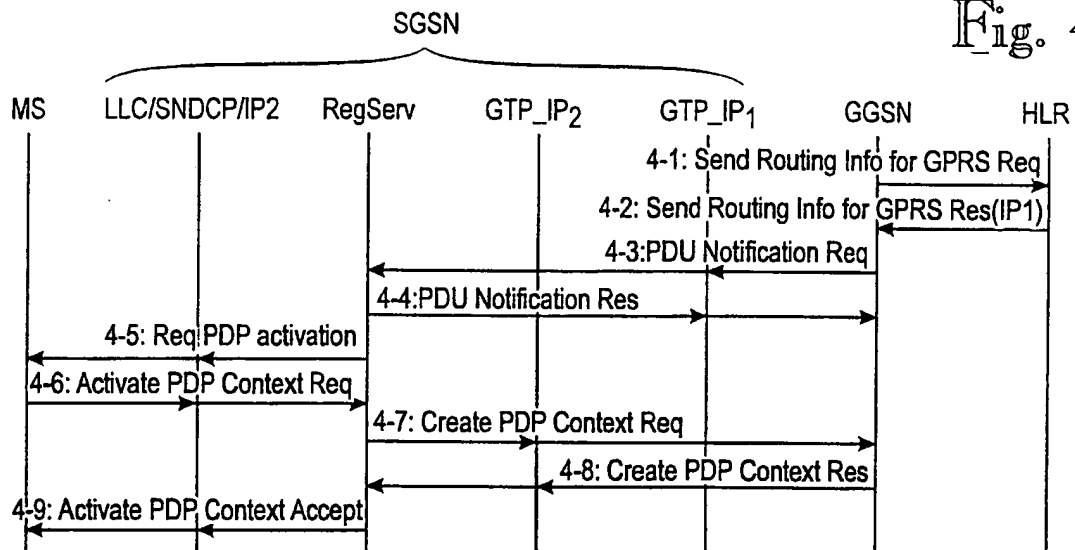 SGSN
Fig. 4
MS LLC/SNDCP/IP2 RegServ GTP_IP2 GTP_IP1 GGSN HLR
4-1: Send Routing Info for GPRS Req
4-2: Send Routing Info for GPRS Res(IP1)
4-3:PDU Notification Req
4-4:PDU Notification Res
4-5: Req PDP activation
4-6: Activate PDP Context Req
4-7: Create PDP Context Req
4-8: Create PDP Context Res
4-9: Activate PDP Context Accept